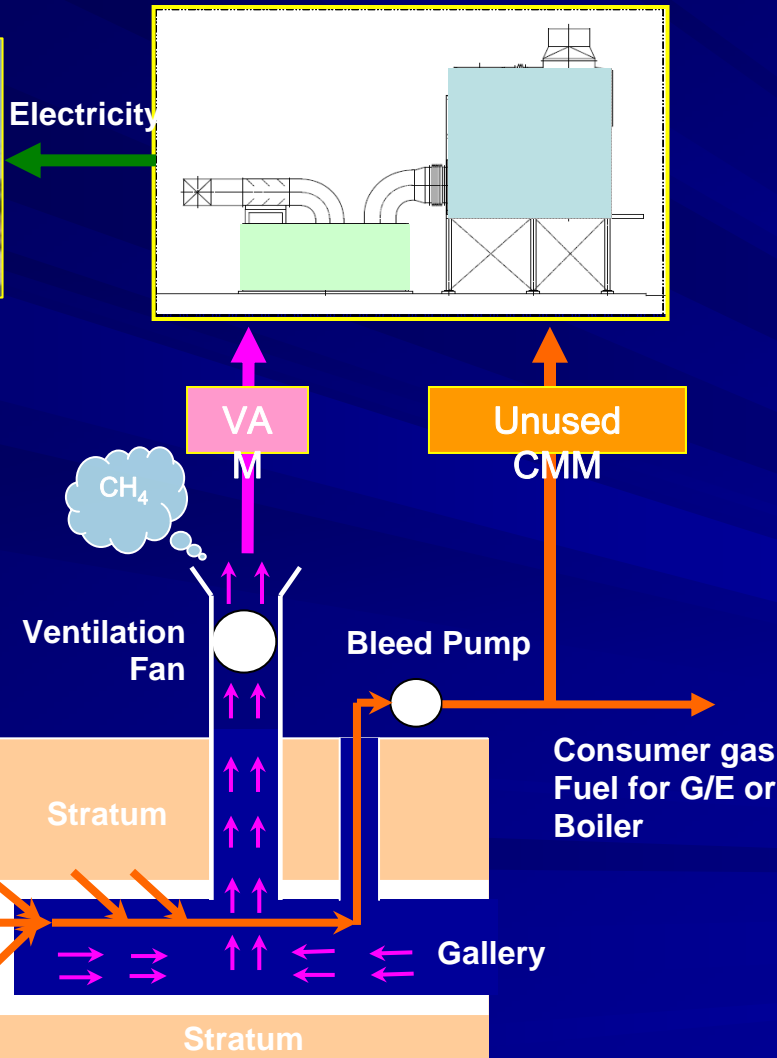 Electricity
VA
M
Unused
CMM
CH₄
Ventilation
Fan
Bleed Pump
Consumer gas
Fuel for G/E or
Boiler
Stratum
Gallery
Stratum